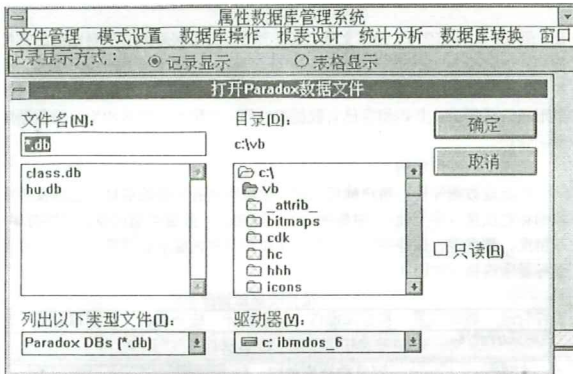 属性数据库管理系统
文件管理 模式设置 数据库操作 报表设计 统计分析 数据库转换 窗口
记录显示方式： 记录显示 表格显示
打开Paradox数据文件
文件名(N): 目录(D): 确定
*.db c:\vb 取消
class.db c:\
hu.db vb
_attrib_
bitmaps
cdk 只读(R)
hc
hhh
icons
列出以下类型文件(T): 驱动器(V):
Paradox DBs (*.db) c: ibmdos_6